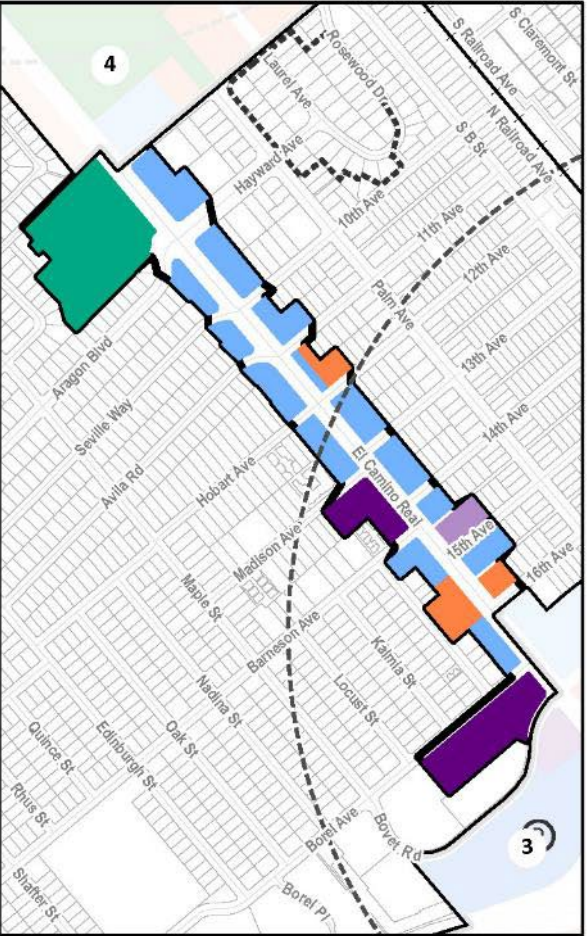 S Claremont St
S Railroad Ave
4
Rosewood Dr
Laurel Ave
N Railroad Ave
S B St
Hayward Ave
10th Ave
11th Ave
12th Ave
Palm Ave
13th Ave
Aragon Blvd
14th Ave
Seville Way
El Camino Real
Avila Rd
Hobart Ave
15th Ave
16th Ave
Madison Ave
Maple St
Barneson Ave
Kalmia St
Nadina St
Locust St
Oak St
Edinburgh St
Quince St
Rhus St
Borel Ave
Bovet Rd
3
Shafter St
Borel Pl